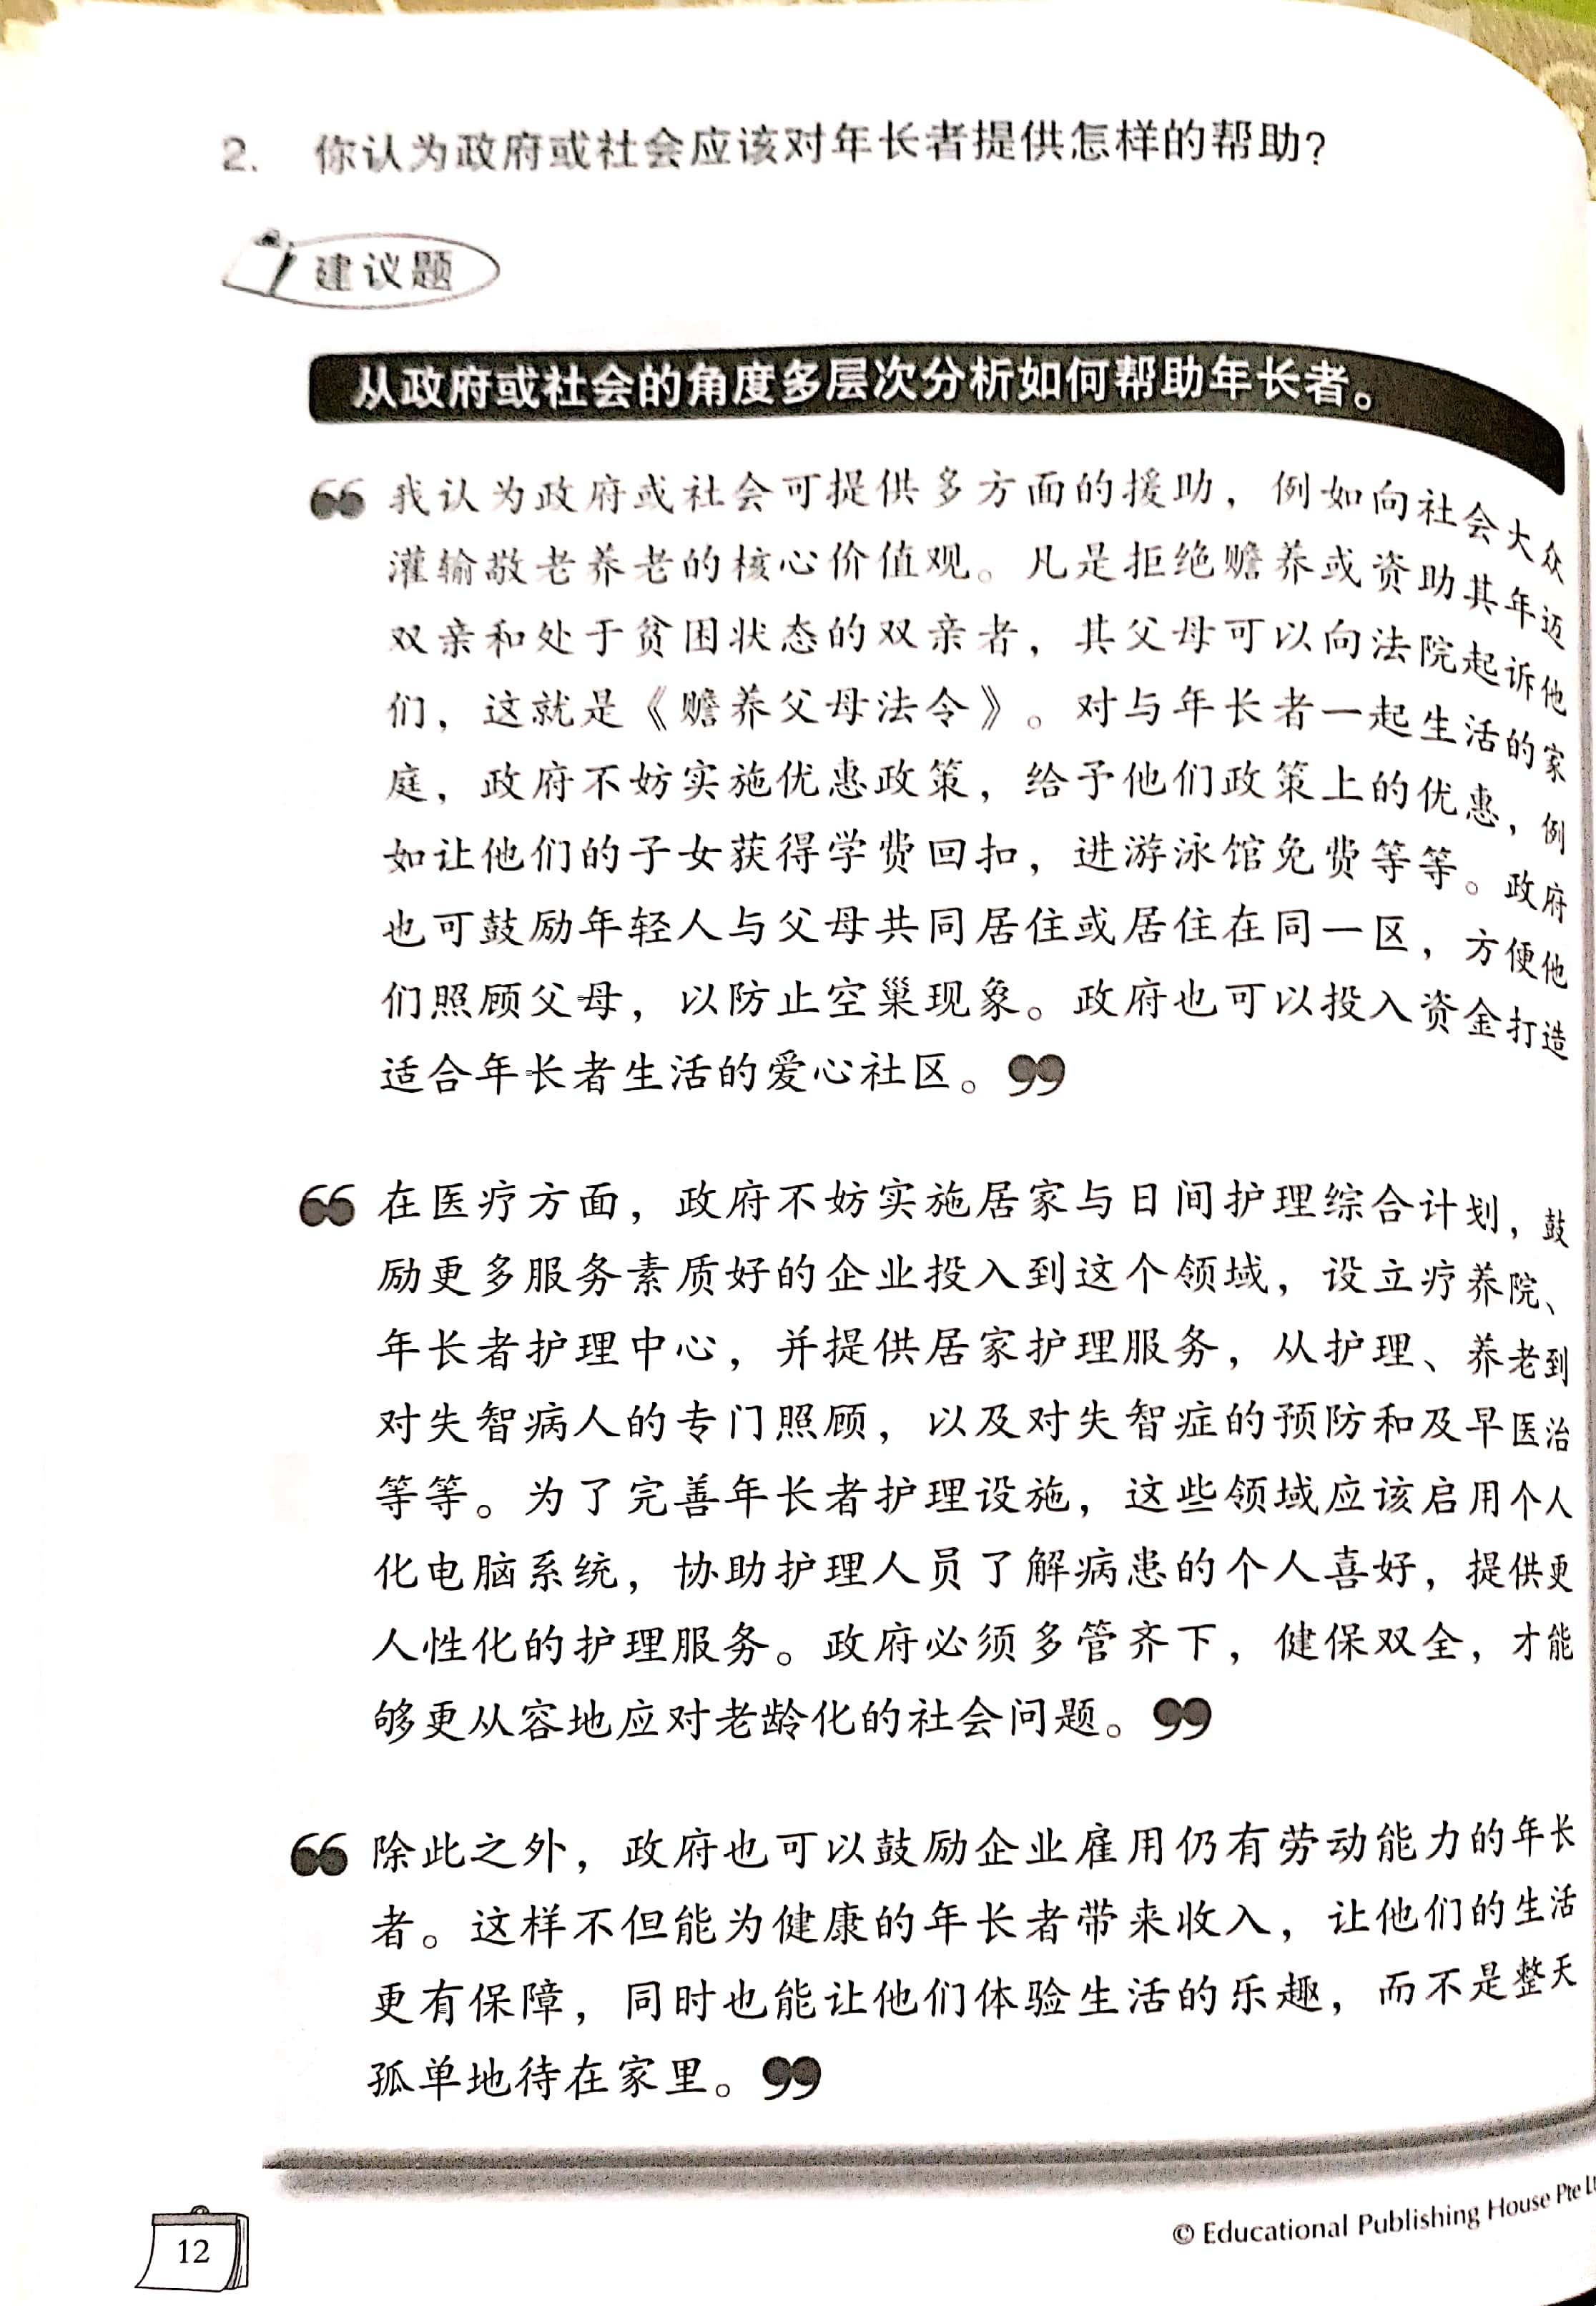 2. 你认为政府或社会应该对年长者提供怎样的帮助?
建议题
从政府或社会的角度多层次分析如何帮助年长者。
“我认为政府或社会可提供多方面的援助，例如向社会大众
灌输敬老养老的核心价值观。凡是拒绝赡养或资助其年迈
双亲和处于贫困状态的双亲者，其父母可以向法院起诉他
们，这就是《赡养父母法令》。对与年长者一起生活的家
庭，政府不妨实施优惠政策，给予他们政策上的优惠，例
如让他们的子女获得学费回扣，进游泳馆免费等等。政府
也可鼓励年轻人与父母共同居住或居住在同一区，方便他
们照顾父母，以防止空巢现象。政府也可以投入资金打造
适合年长者生活的爱心社区。”
“在医疗方面，政府不妨实施居家与日间护理综合计划，鼓
励更多服务素质好的企业投入到这个领域，设立疗养院、
年长者护理中心，并提供居家护理服务，从护理、养老到
对失智病人的专门照顾，以及对失智症的预防和及早医治
等等。为了完善年长者护理设施，这些领域应该启用个人
化电脑系统，协助护理人员了解病患的个人喜好，提供更
人性化的护理服务。政府必须多管齐下，健保双全，才能
够更从容地应对老龄化的社会问题。”
“除此之外，政府也可以鼓励企业雇用仍有劳动能力的年长
者。这样不但能为健康的年长者带来收入，让他们的生活
更有保障，同时也能让他们体验生活的乐趣，而不是整天
孤单地待在家里。”
12
© Educational Publishing House Pte